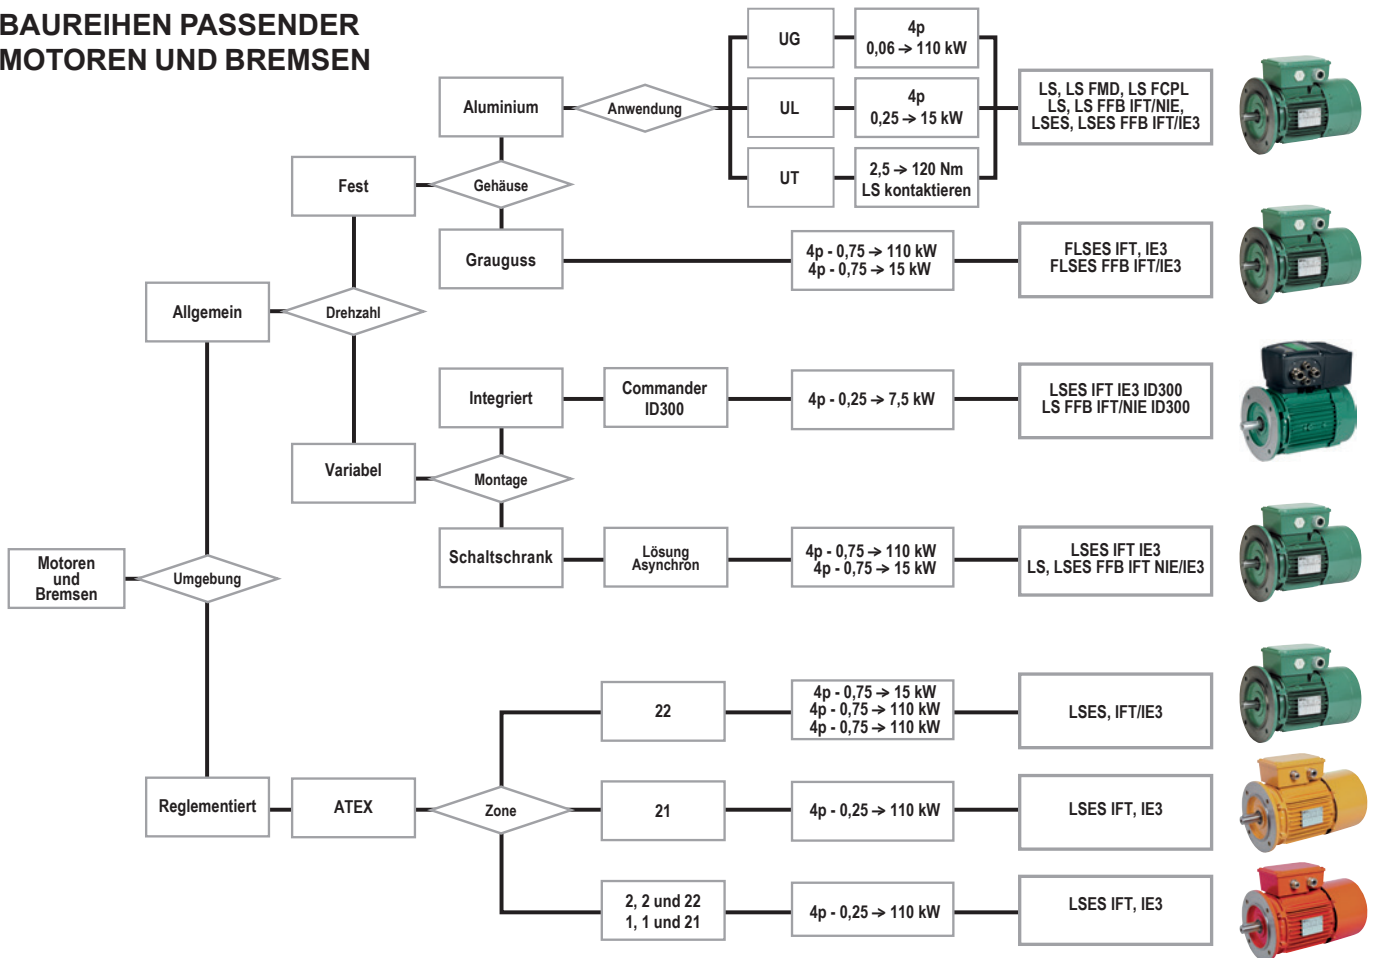 BAUREIHEN PASSENDER
MOTOREN UND BREMSEN
Motoren
und
Bremsen
Umgebung
Allgemein
Drehzahl
Fest
Gehäuse
Aluminium
Anwendung
UG
4p
0,06 → 110 kW
UL
4p
0,25 → 15 kW
UT
2,5 → 120 Nm
LS kontaktieren
LS, LS FMD, LS FCPL
LS, LS FFB IFT/NIE,
LSES, LSES FFB IFT/IE3
Grauguss
4p - 0,75 → 110 kW
4p - 0,75 → 15 kW
FLSES IFT, IE3
FLSES FFB IFT/IE3
Variabel
Montage
Integriert
Commander
ID300
4p - 0,25 → 7,5 kW
LSES IFT IE3 ID300
LS FFB IFT/NIE ID300
Schaltschrank
Lösung
Asynchron
4p - 0,75 → 110 kW
4p - 0,75 → 15 kW
LSES IFT IE3
LS, LSES FFB IFT NIE/IE3
Reglementiert
ATEX
Zone
22
4p - 0,75 → 15 kW
4p - 0,75 → 110 kW
4p - 0,75 → 110 kW
LSES, IFT/IE3
21
4p - 0,25 → 110 kW
LSES IFT, IE3
2, 2 und 22
1, 1 und 21
4p - 0,25 → 110 kW
LSES IFT, IE3